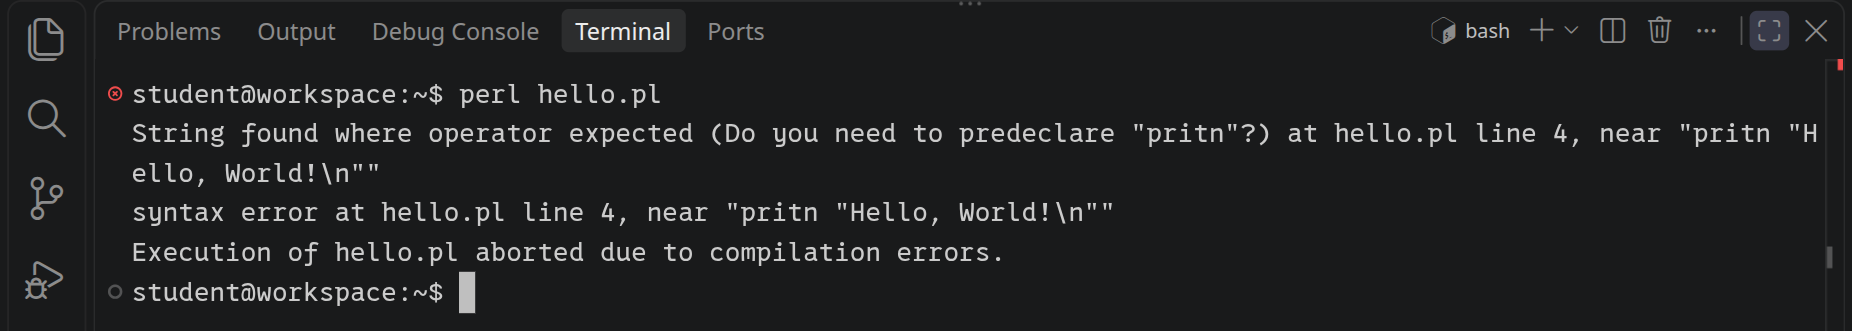 Problems Output Debug Console Terminal Ports bash
student@workspace:~$ perl hello.pl
String found where operator expected (Do you need to predeclare "pritn"?) at hello.pl line 4, near "pritn "H
ello, World!\n""
syntax error at hello.pl line 4, near "pritn "Hello, World!\n""
Execution of hello.pl aborted due to compilation errors.
student@workspace:~$